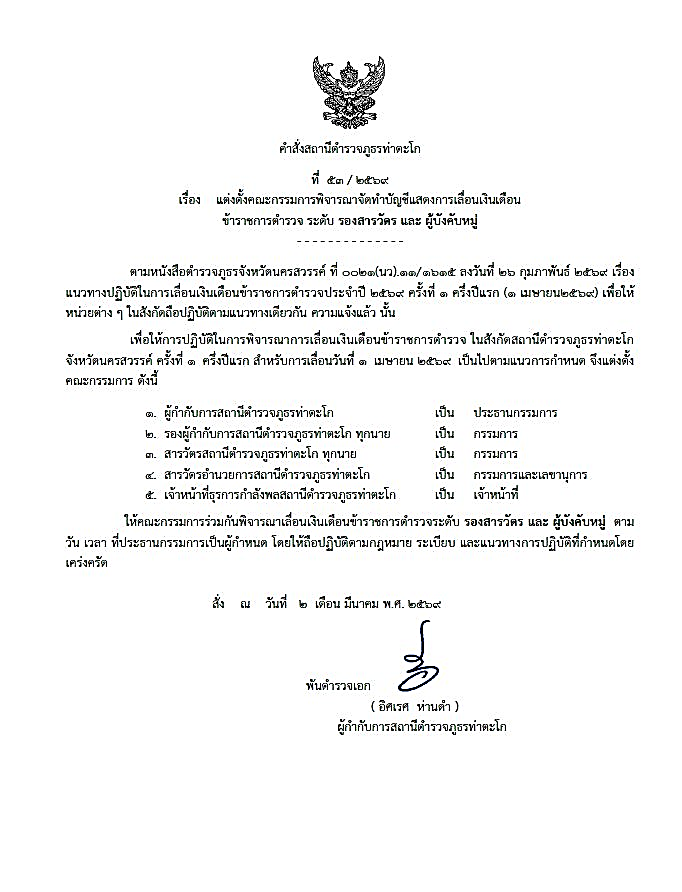 คำสั่งสถานีตำรวจภูธรท่าตะโก
ที่ ๕๓ / ๒๕๖๙
เรื่อง แต่งตั้งคณะกรรมการพิจารณาจัดทำบัญชีแสดงการเลื่อนเงินเดือน
ข้าราชการตำรวจ ระดับ รองสารวัตร และ ผู้บังคับหมู่
- - - - - - - - - - - - - -
ตามหนังสือตำรวจภูธรจังหวัดนครสวรรค์ ที่ ๐๐๒๑(นว).๑๑/๑๖๑๕ ลงวันที่ ๒๖ กุมภาพันธ์ ๒๕๖๙ เรื่อง
แนวทางปฏิบัติในการเลื่อนเงินเดือนข้าราชการตำรวจประจำปี ๒๕๖๙ ครั้งที่ ๑ ครึ่งปีแรก (๑ เมษายน๒๕๖๙) เพื่อให้
หน่วยต่าง ๆ ในสังกัดถือปฏิบัติตามแนวทางเดียวกัน ความแจ้งแล้ว นั้น
เพื่อให้การปฏิบัติในการพิจารณาการเลื่อนเงินเดือนข้าราชการตำรวจ ในสังกัดสถานีตำรวจภูธรท่าตะโก
จังหวัดนครสวรรค์ ครั้งที่ ๑ ครึ่งปีแรก สำหรับการเลื่อนวันที่ ๑ เมษายน ๒๕๖๙ เป็นไปตามแนวการกำหนด จึงแต่งตั้ง
คณะกรรมการ ดังนี้
๑. ผู้กำกับการสถานีตำรวจภูธรท่าตะโก เป็น ประธานกรรมการ
๒. รองผู้กำกับการสถานีตำรวจภูธรท่าตะโก ทุกนาย เป็น กรรมการ
๓. สารวัตรสถานีตำรวจภูธรท่าตะโก ทุกนาย เป็น กรรมการ
๔. สารวัตรอำนวยการสถานีตำรวจภูธรท่าตะโก เป็น กรรมการและเลขานุการ
๕. เจ้าหน้าที่ธุรการกำลังพลสถานีตำรวจภูธรท่าตะโก เป็น เจ้าหน้าที่
ให้คณะกรรมการร่วมกันพิจารณาเลื่อนเงินเดือนข้าราชการตำรวจระดับ รองสารวัตร และ ผู้บังคับหมู่ ตาม
วัน เวลา ที่ประธานกรรมการเป็นผู้กำหนด โดยให้ถือปฏิบัติตามกฎหมาย ระเบียบ และแนวทางการปฏิบัติที่กำหนดโดย
เคร่งครัด
สั่ง ณ วันที่ ๒ เดือน มีนาคม พ.ศ. ๒๕๖๙
พันตำรวจเอก
( อิศเรศ ห่านดำ )
ผู้กำกับการสถานีตำรวจภูธรท่าตะโก